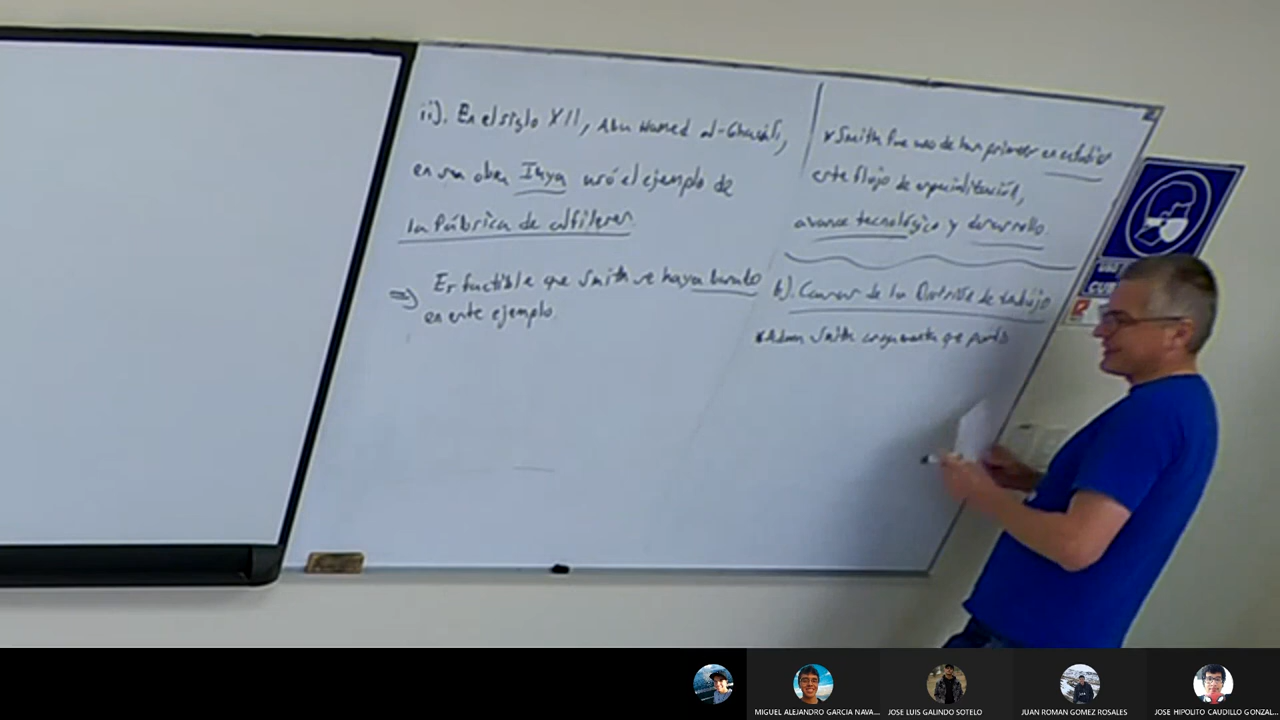 ii). En el siglo XII, Abu Hamed al-Ghazali,
en su obra Ihya usó el ejemplo de
la fábrica de alfileres.
=> Es factible que Smith se haya basado
en este ejemplo.
* Smith fue uno de los primeros en estudiar
este flujo de especialización,
avance tecnológico y desarrollo.
b). Causas de la División de trabajo
* Adam Smith argumenta que
MIGUEL ALEJANDRO GARCIA NAVA...
JOSE LUIS GALINDO SOTELO
JUAN ROMAN GOMEZ ROSALES
JOSE HIPOLITO CAUDILLO GONZAL...